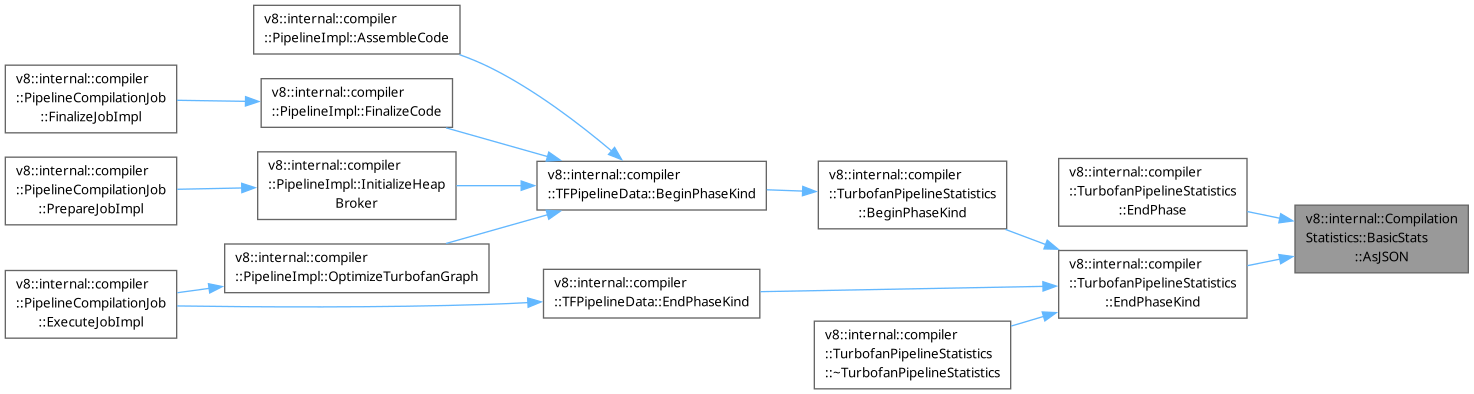 v8::internal::compiler
::PipelineImpl::AssembleCode
v8::internal::compiler
::PipelineCompilationJob
::FinalizeJobImpl
v8::internal::compiler
::PipelineImpl::FinalizeCode
v8::internal::compiler
::PipelineCompilationJob
::PrepareJobImpl
v8::internal::compiler
::PipelineImpl::InitializeHeap
Broker
v8::internal::compiler
::PipelineImpl::OptimizeTurbofanGraph
v8::internal::compiler
::PipelineCompilationJob
::ExecuteJobImpl
v8::internal::compiler
::TFPipelineData::BeginPhaseKind
v8::internal::compiler
::TFPipelineData::EndPhaseKind
v8::internal::compiler
::TurbofanPipelineStatistics
::BeginPhaseKind
v8::internal::compiler
::TurbofanPipelineStatistics
::~TurbofanPipelineStatistics
v8::internal::compiler
::TurbofanPipelineStatistics
::EndPhase
v8::internal::compiler
::TurbofanPipelineStatistics
::EndPhaseKind
v8::internal::Compilation
Statistics::BasicStats
::AsJSON